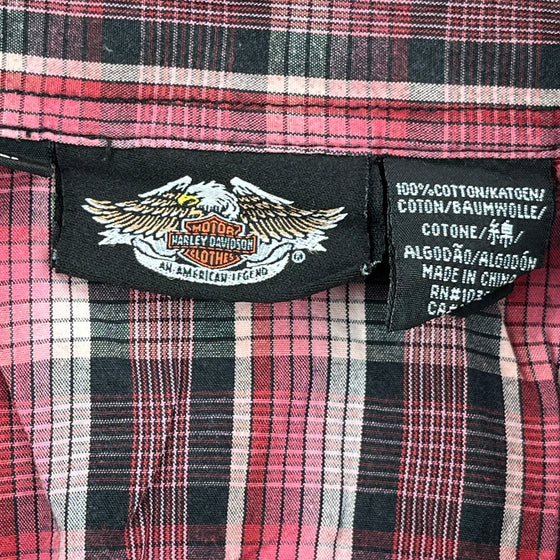 MOTOR
HARLEY-DAVIDSON
CLOTHES
AN AMERICAN LEGEND
100% COTTON/KATOEN/
COTON/BAUMWOLLE/
COTONE/綿/
ALGODÃO/ALGODÓN
MADE IN CHINA